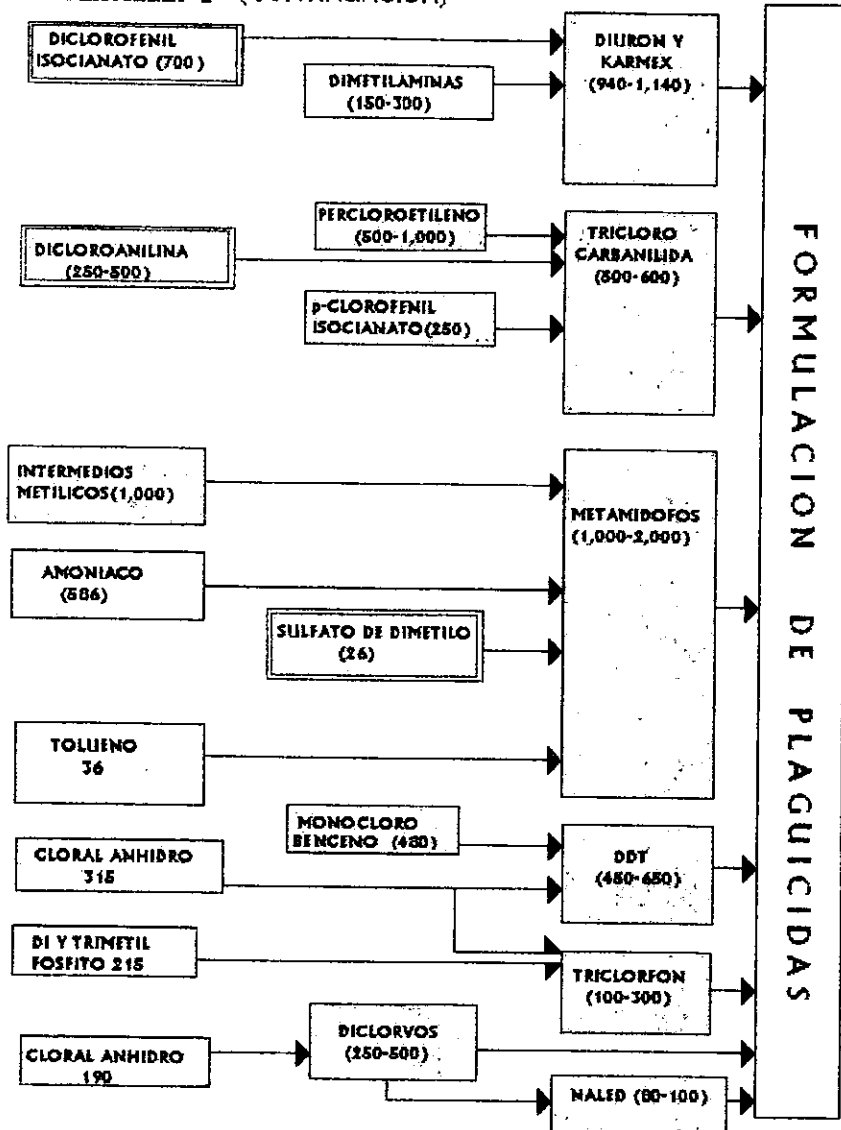 DICLOROFENIL
ISOCIANATO (700)
DIMETILAMINAS
(150-300)
DIURON Y
KARMEX
(940-1,140)
PERCLOROETILENO
(500-1,000)
DICLOROANILINA
(250-500)
p-CLOROFENIL
ISOCIANATO (250)
TRICLORO
CARBANILIDA
(500-600)
INTERMEDIOS
METILICOS (1,000)
AMONIACO
(586)
SULFATO DE DIMETILO
(26)
TOLUENO
36
METAMIDOFOS
(1,000-2,000)
MONOCLORO
BENCENO (480)
CLORAL ANHIDRO
315
DDT
(450-650)
DI Y TRIMETIL
FOSFITO 215
TRICLORFON
(100-300)
CLORAL ANHIDRO
190
DICLORVOS
(250-500)
NALED (80-100)
FORMULACION DE PLAGUICIDAS